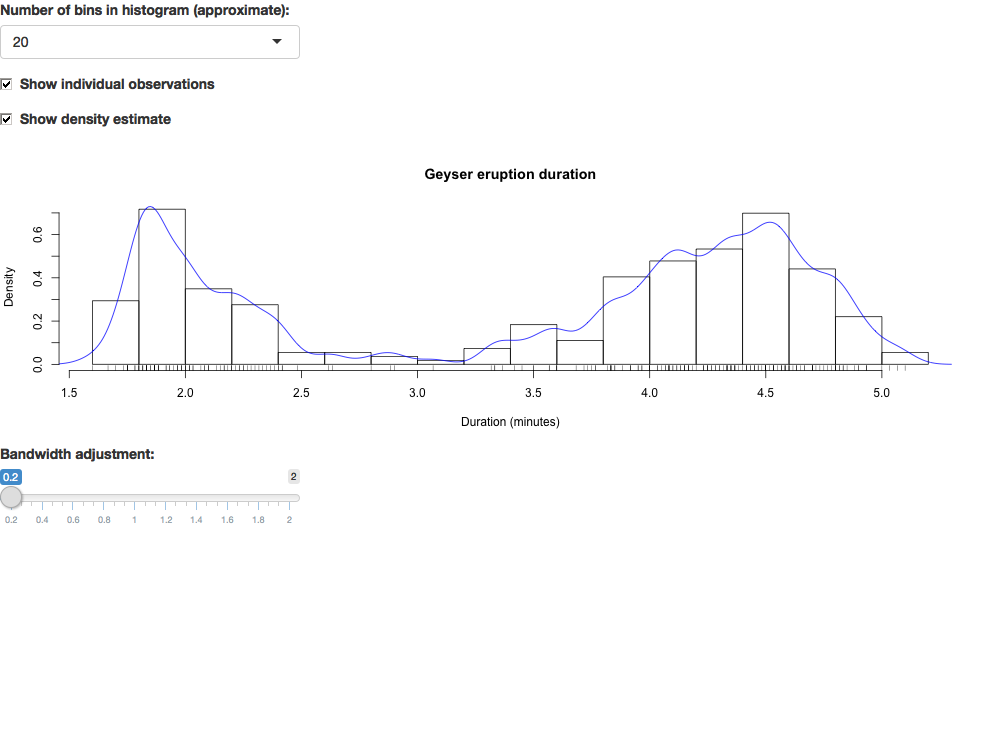 Number of bins in histogram (approximate):
20
Show individual observations
Show density estimate
Geyser eruption duration
Density
0.0 0.2 0.4 0.6
1.5 2.0 2.5 3.0 3.5 4.0 4.5 5.0
Duration (minutes)
Bandwidth adjustment:
0.2 2
0.2 0.4 0.6 0.8 1 1.2 1.4 1.6 1.8 2